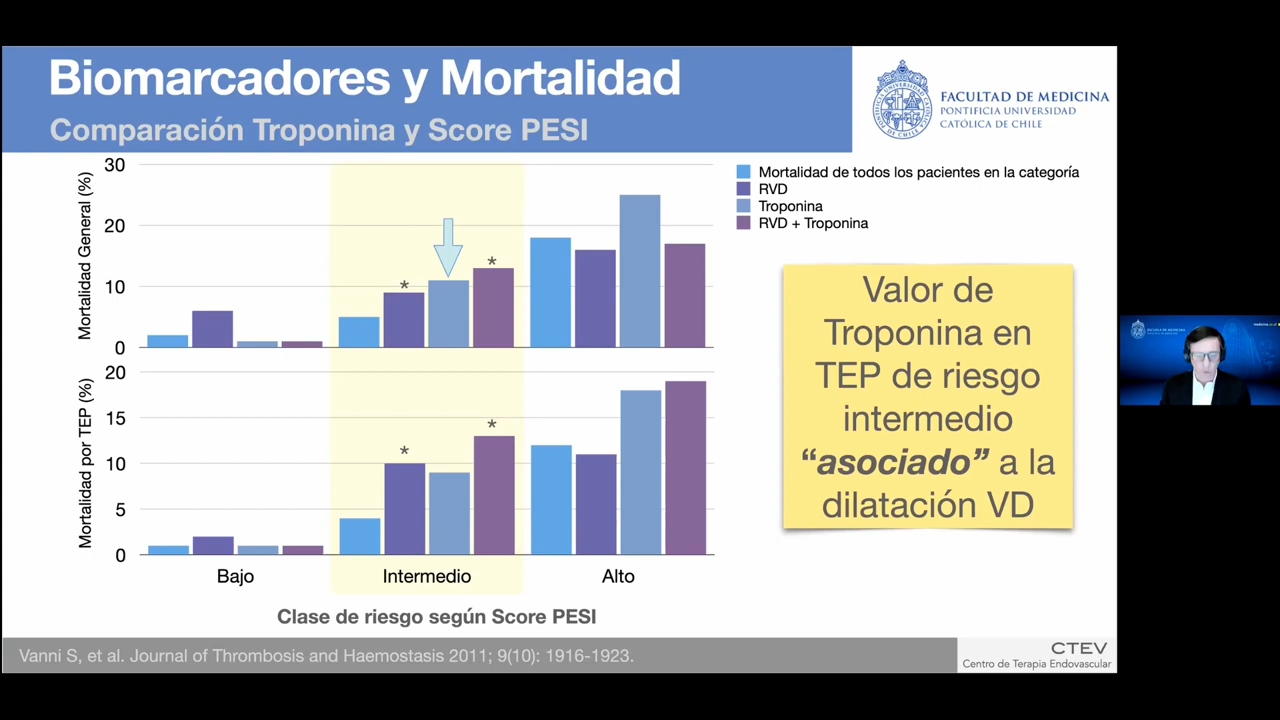 Biomarcadores y Mortalidad
Comparación Troponina y Score PESI
FACULTAD DE MEDICINA
PONTIFICIA UNIVERSIDAD
CATÓLICA DE CHILE
Mortalidad General (%)
30
20
10
0
*
*
Mortalidad de todos los pacientes en la categoría
RVD
Troponina
RVD + Troponina
Mortalidad por TEP (%)
20
15
10
5
0
*
*
Bajo
Intermedio
Alto
Clase de riesgo según Score PESI
Valor de
Troponina en
TEP de riesgo
intermedio
“asociado” a la
dilatación VD
Vanni S, et al. Journal of Thrombosis and Haemostasis 2011; 9(10): 1916-1923.
CTEV
Centro de Terapia Endovascular